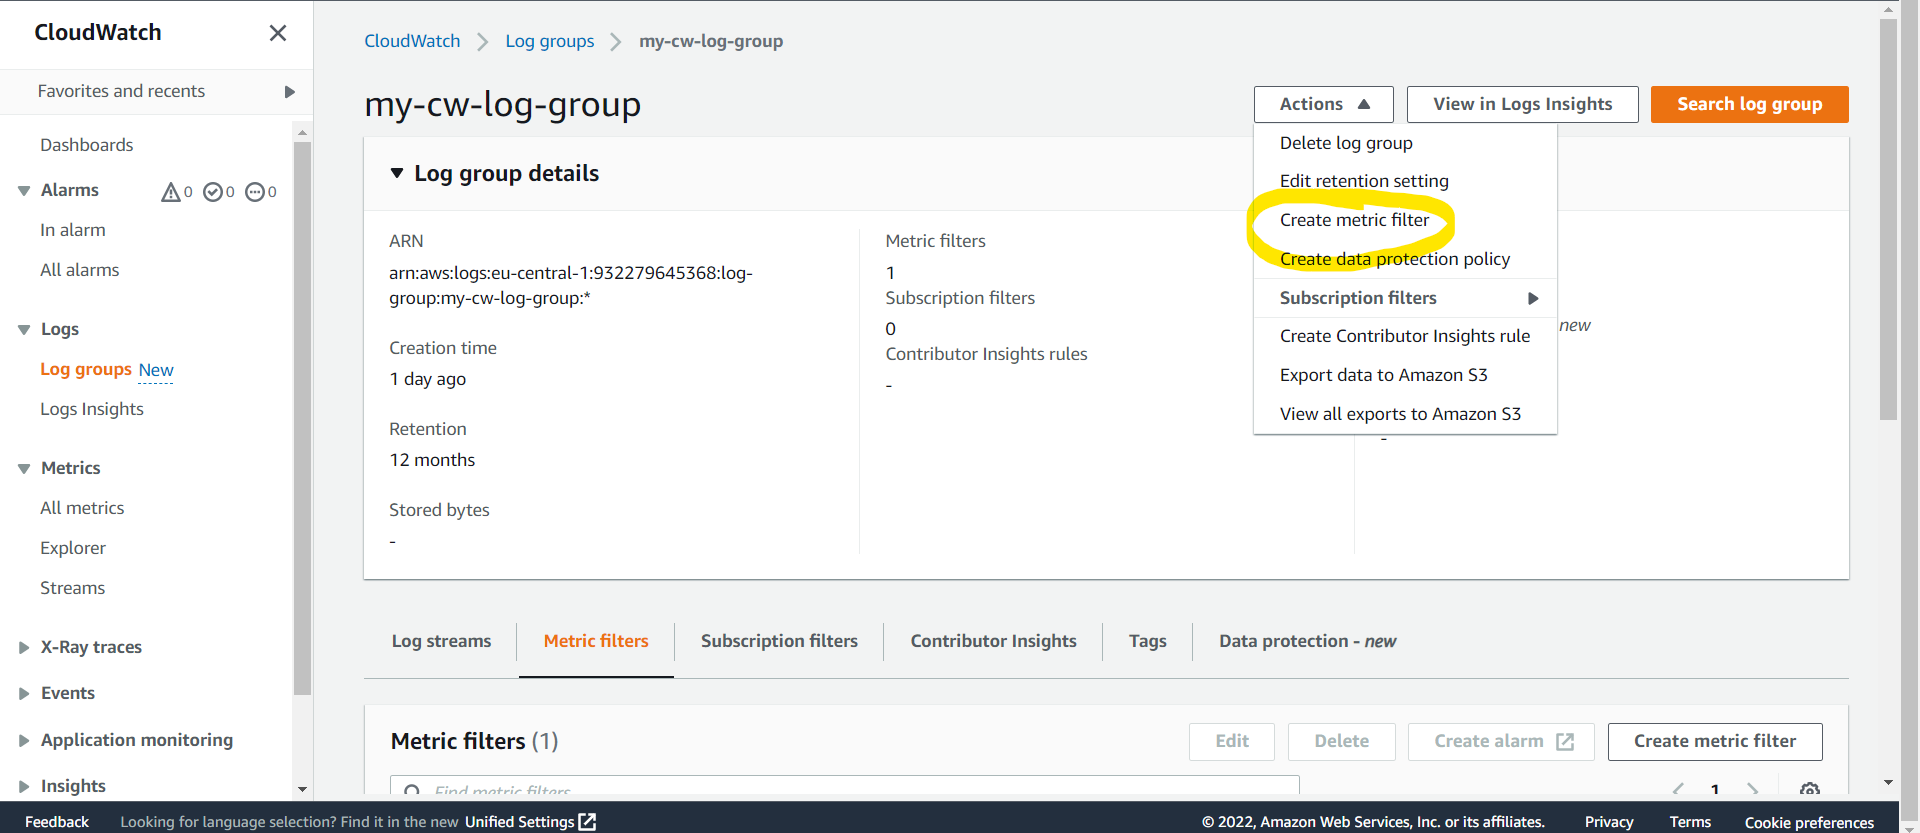 CloudWatch
Favorites and recents
Dashboards
Alarms 0 0 0
In alarm
All alarms
Logs
Log groups New
Logs Insights
Metrics
All metrics
Explorer
Streams
X-Ray traces
Events
Application monitoring
Insights
CloudWatch Log groups my-cw-log-group
my-cw-log-group
Actions View in Logs Insights Search log group
Delete log group
Edit retention setting
Create metric filter
Create data protection policy
Subscription filters
Create Contributor Insights rule
Export data to Amazon S3
View all exports to Amazon S3
Log group details
ARN
arn:aws:logs:eu-central-1:932279645368:log-
group:my-cw-log-group:*
Creation time
1 day ago
Retention
12 months
Stored bytes
-
Metric filters
1
Subscription filters
0
Contributor Insights rules
-
new
-
Log streams Metric filters Subscription filters Contributor Insights Tags Data protection - new
Metric filters (1)
Edit Delete Create alarm Create metric filter
Find metric filters
1
Feedback Looking for language selection? Find it in the new Unified Settings © 2022, Amazon Web Services, Inc. or its affiliates. Privacy Terms Cookie preferences